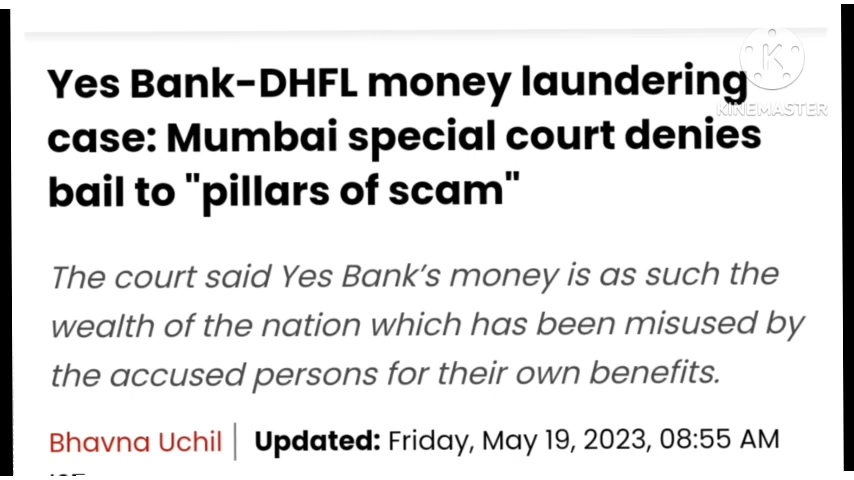 K
KINEMASTER
Yes Bank-DHFL money laundering
case: Mumbai special court denies
bail to "pillars of scam"
The court said Yes Bank's money is as such the
wealth of the nation which has been misused by
the accused persons for their own benefits.
Bhavna Uchil | Updated: Friday, May 19, 2023, 08:55 AM